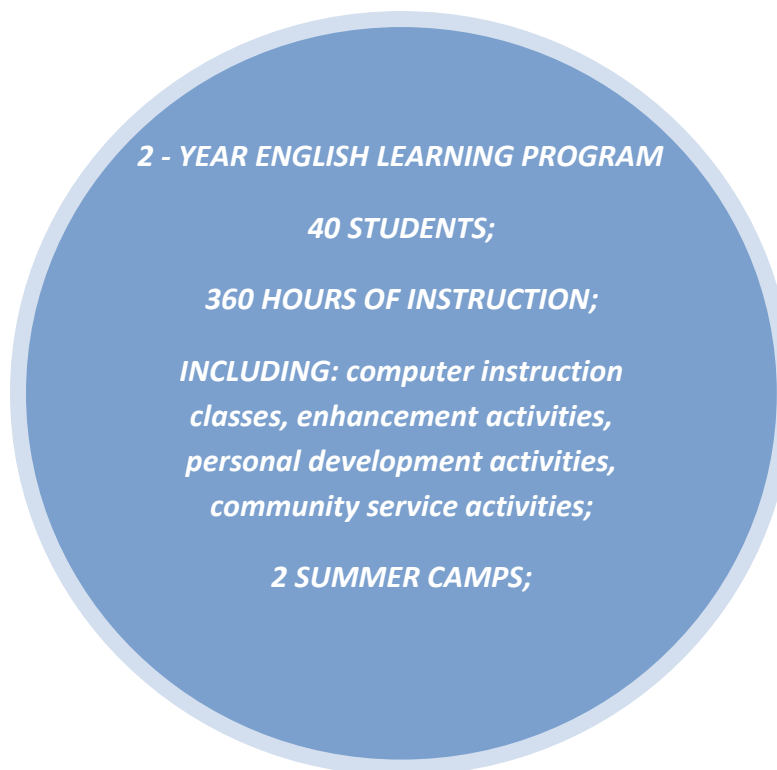 2 - YEAR ENGLISH LEARNING PROGRAM
40 STUDENTS;
360 HOURS OF INSTRUCTION;
INCLUDING: computer instruction
classes, enhancement activities,
personal development activities,
community service activities;
2 SUMMER CAMPS;